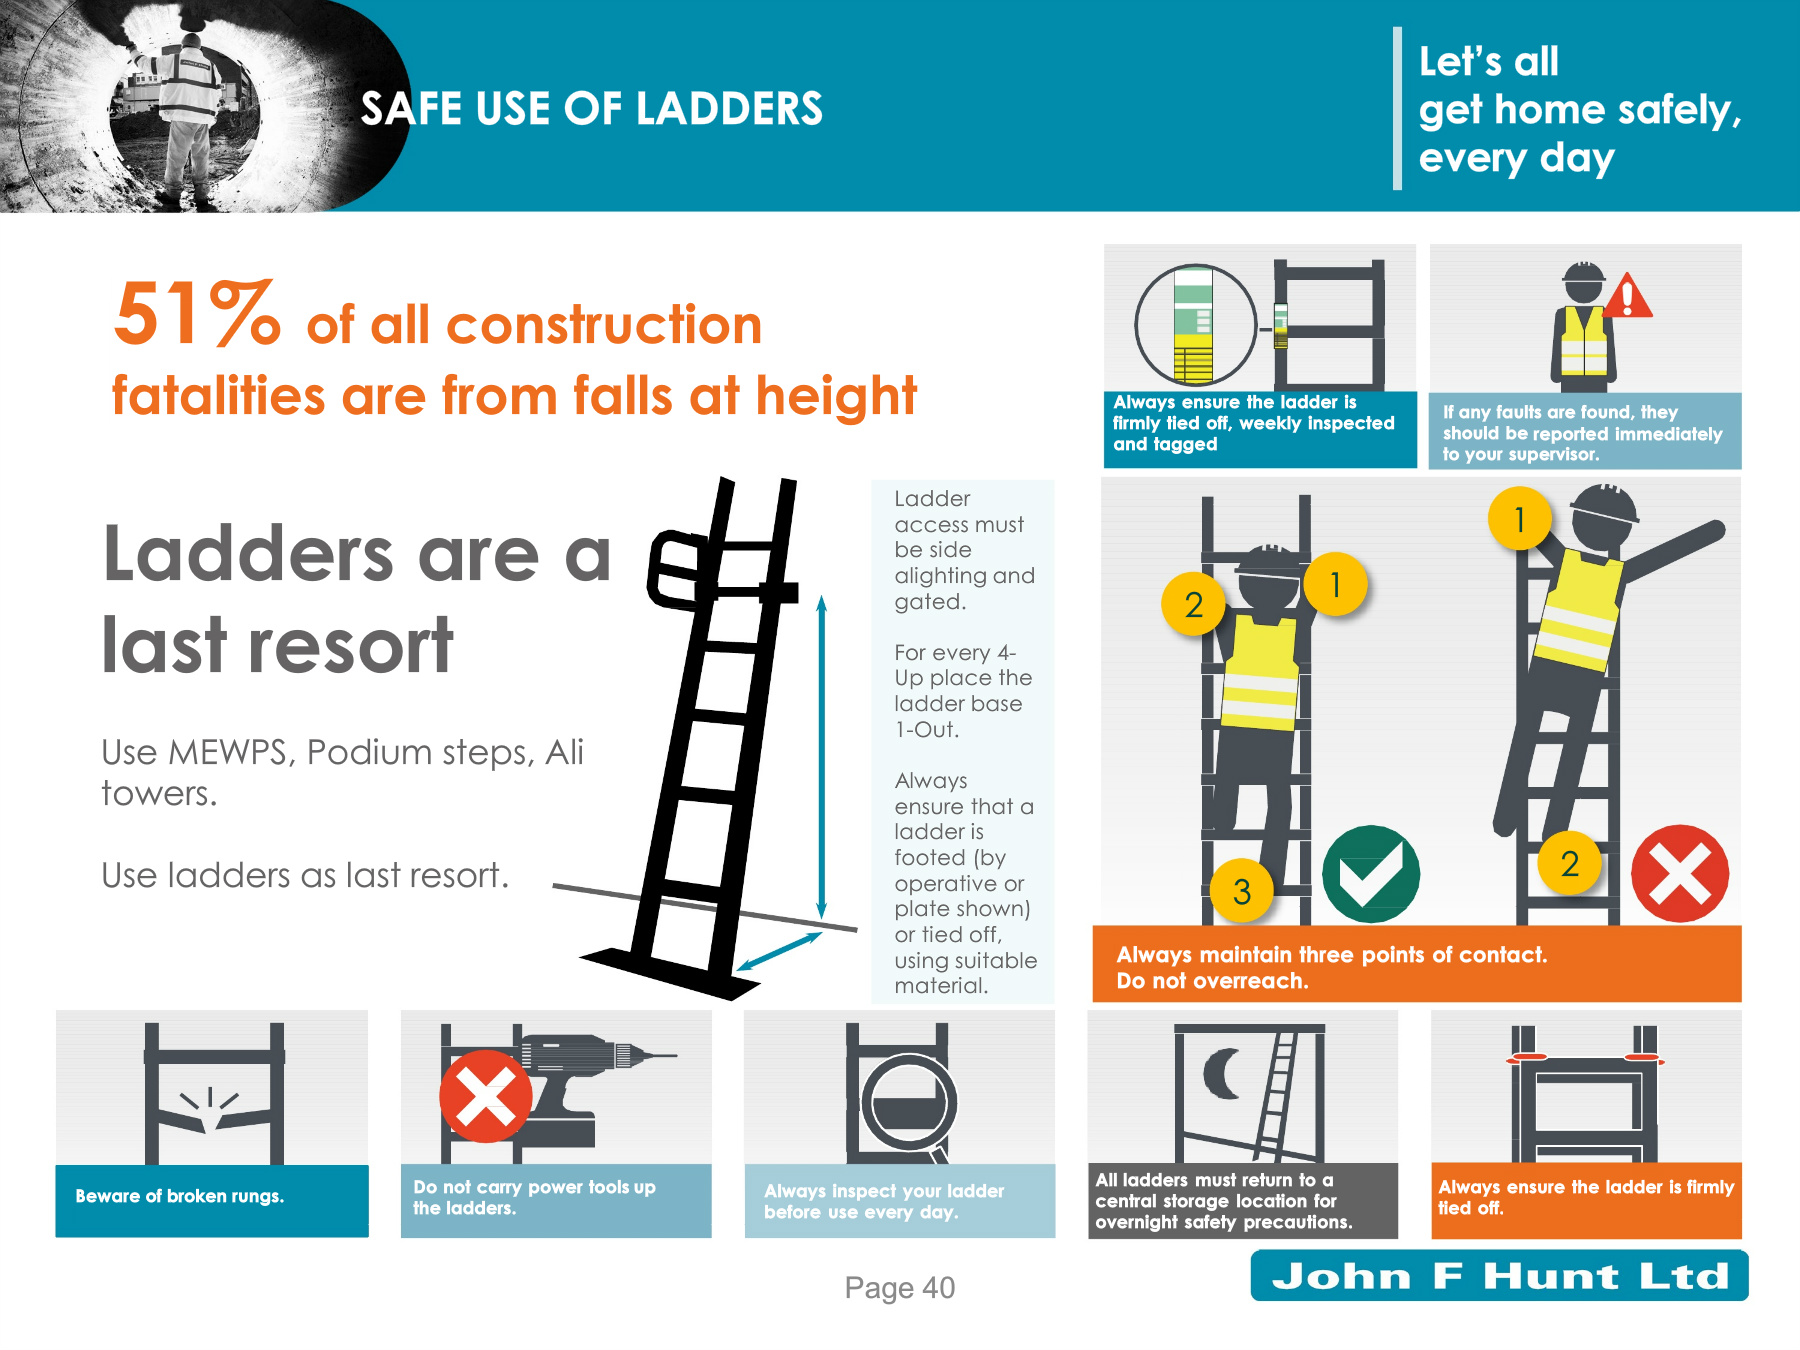 SAFE USE OF LADDERS
Let's all
get home safely,
every day
51% of all construction
fatalities are from falls at height
Ladders are a
last resort
Use MEWPS, Podium steps, Ali
towers.
Use ladders as last resort.
Ladder
access must
be side
alighting and
gated.
For every 4-
Up place the
ladder base
1-Out.
Always
ensure that a
ladder is
footed (by
operative or
plate shown)
or tied off,
using suitable
material.
Always ensure the ladder is
firmly tied off, weekly inspected
and tagged
If any faults are found, they
should be reported immediately
to your supervisor.
1
2
3
1
2
Always maintain three points of contact.
Do not overreach.
Beware of broken rungs.
Do not carry power tools up
the ladders.
Always inspect your ladder
before use every day.
All ladders must return to a
central storage location for
overnight safety precautions.
Always ensure the ladder is firmly
tied off.
Page 40
John F Hunt Ltd